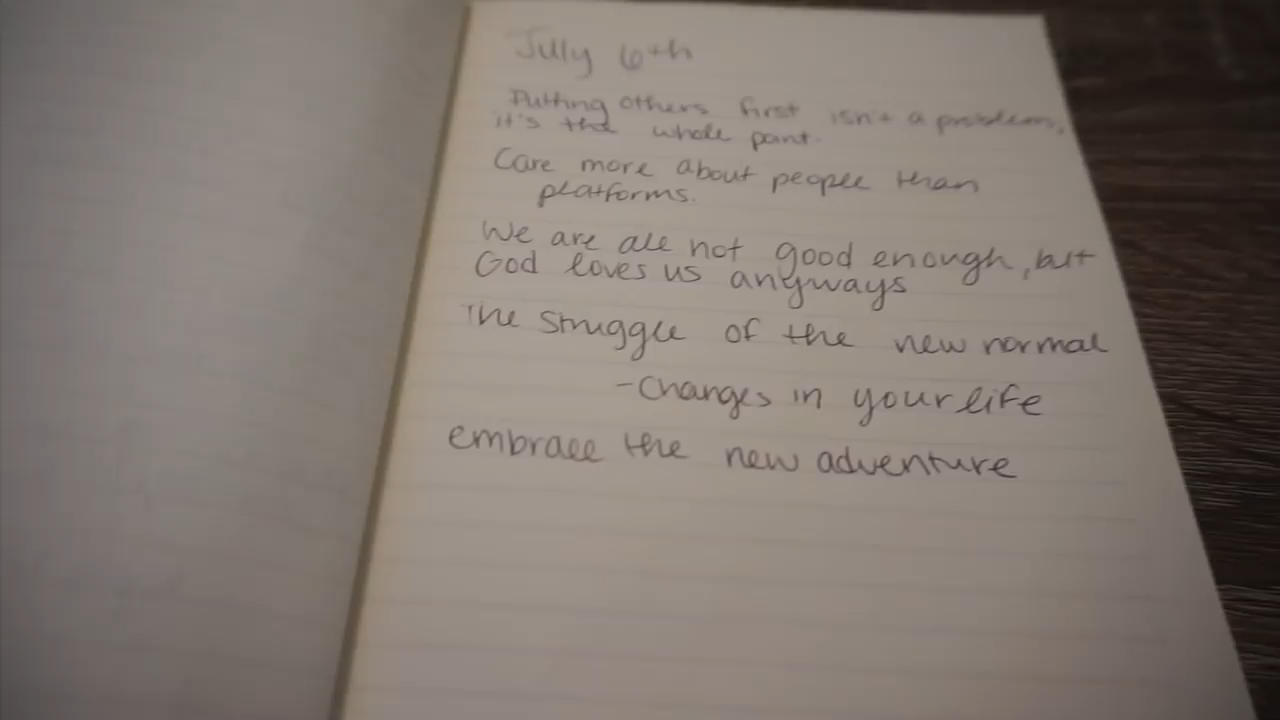 July 6th
Putting others first isn't a problem,
it's the whole point.
Care more about people than
platforms.
We are all not good enough, but
God loves us anyways
The struggle of the new normal
- Changes in your life
embrace the new adventure